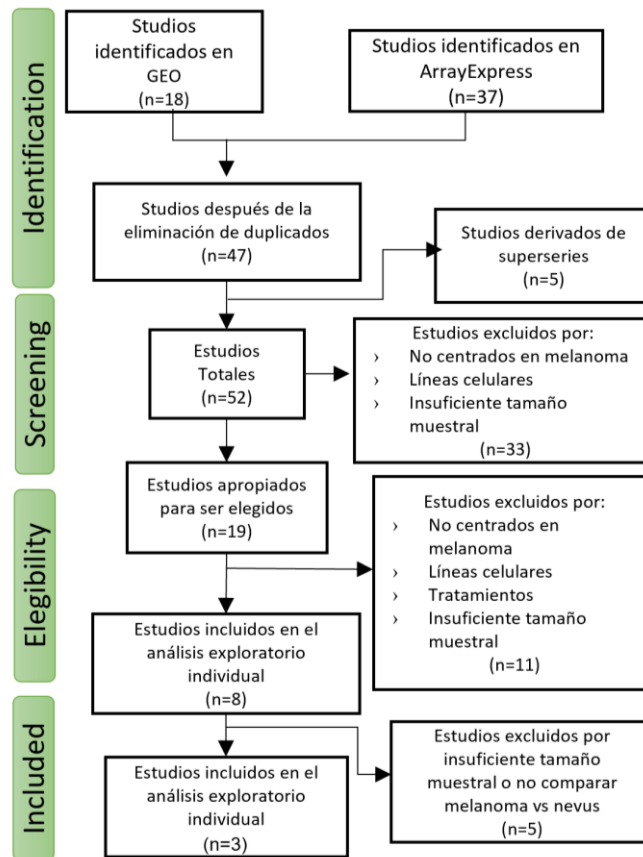 Identification
Studios
identificados en
GEO
(n=18)
Studios identificados en
ArrayExpress
(n=37)
Studios después de la
eliminación de duplicados
(n=47)
Studios derivados de
superseries
(n=5)
Screening
Estudios
Totales
(n=52)
Estudios excluidos por:
› No centrados en melanoma
› Líneas celulares
› Insuficiente tamaño
muestral
(n=33)
Elegibility
Estudios apropiados
para ser elegidos
(n=19)
Estudios excluidos por:
› No centrados en
melanoma
› Líneas celulares
› Tratamientos
› Insuficiente tamaño
muestral
(n=11)
Estudios incluidos en el
análisis exploratorio
individual
(n=8)
Included
Estudios incluidos en el
análisis exploratorio
individual
(n=3)
Estudios excluidos por
insuficiente tamaño
muestral o no comparar
melanoma vs nevus
(n=5)